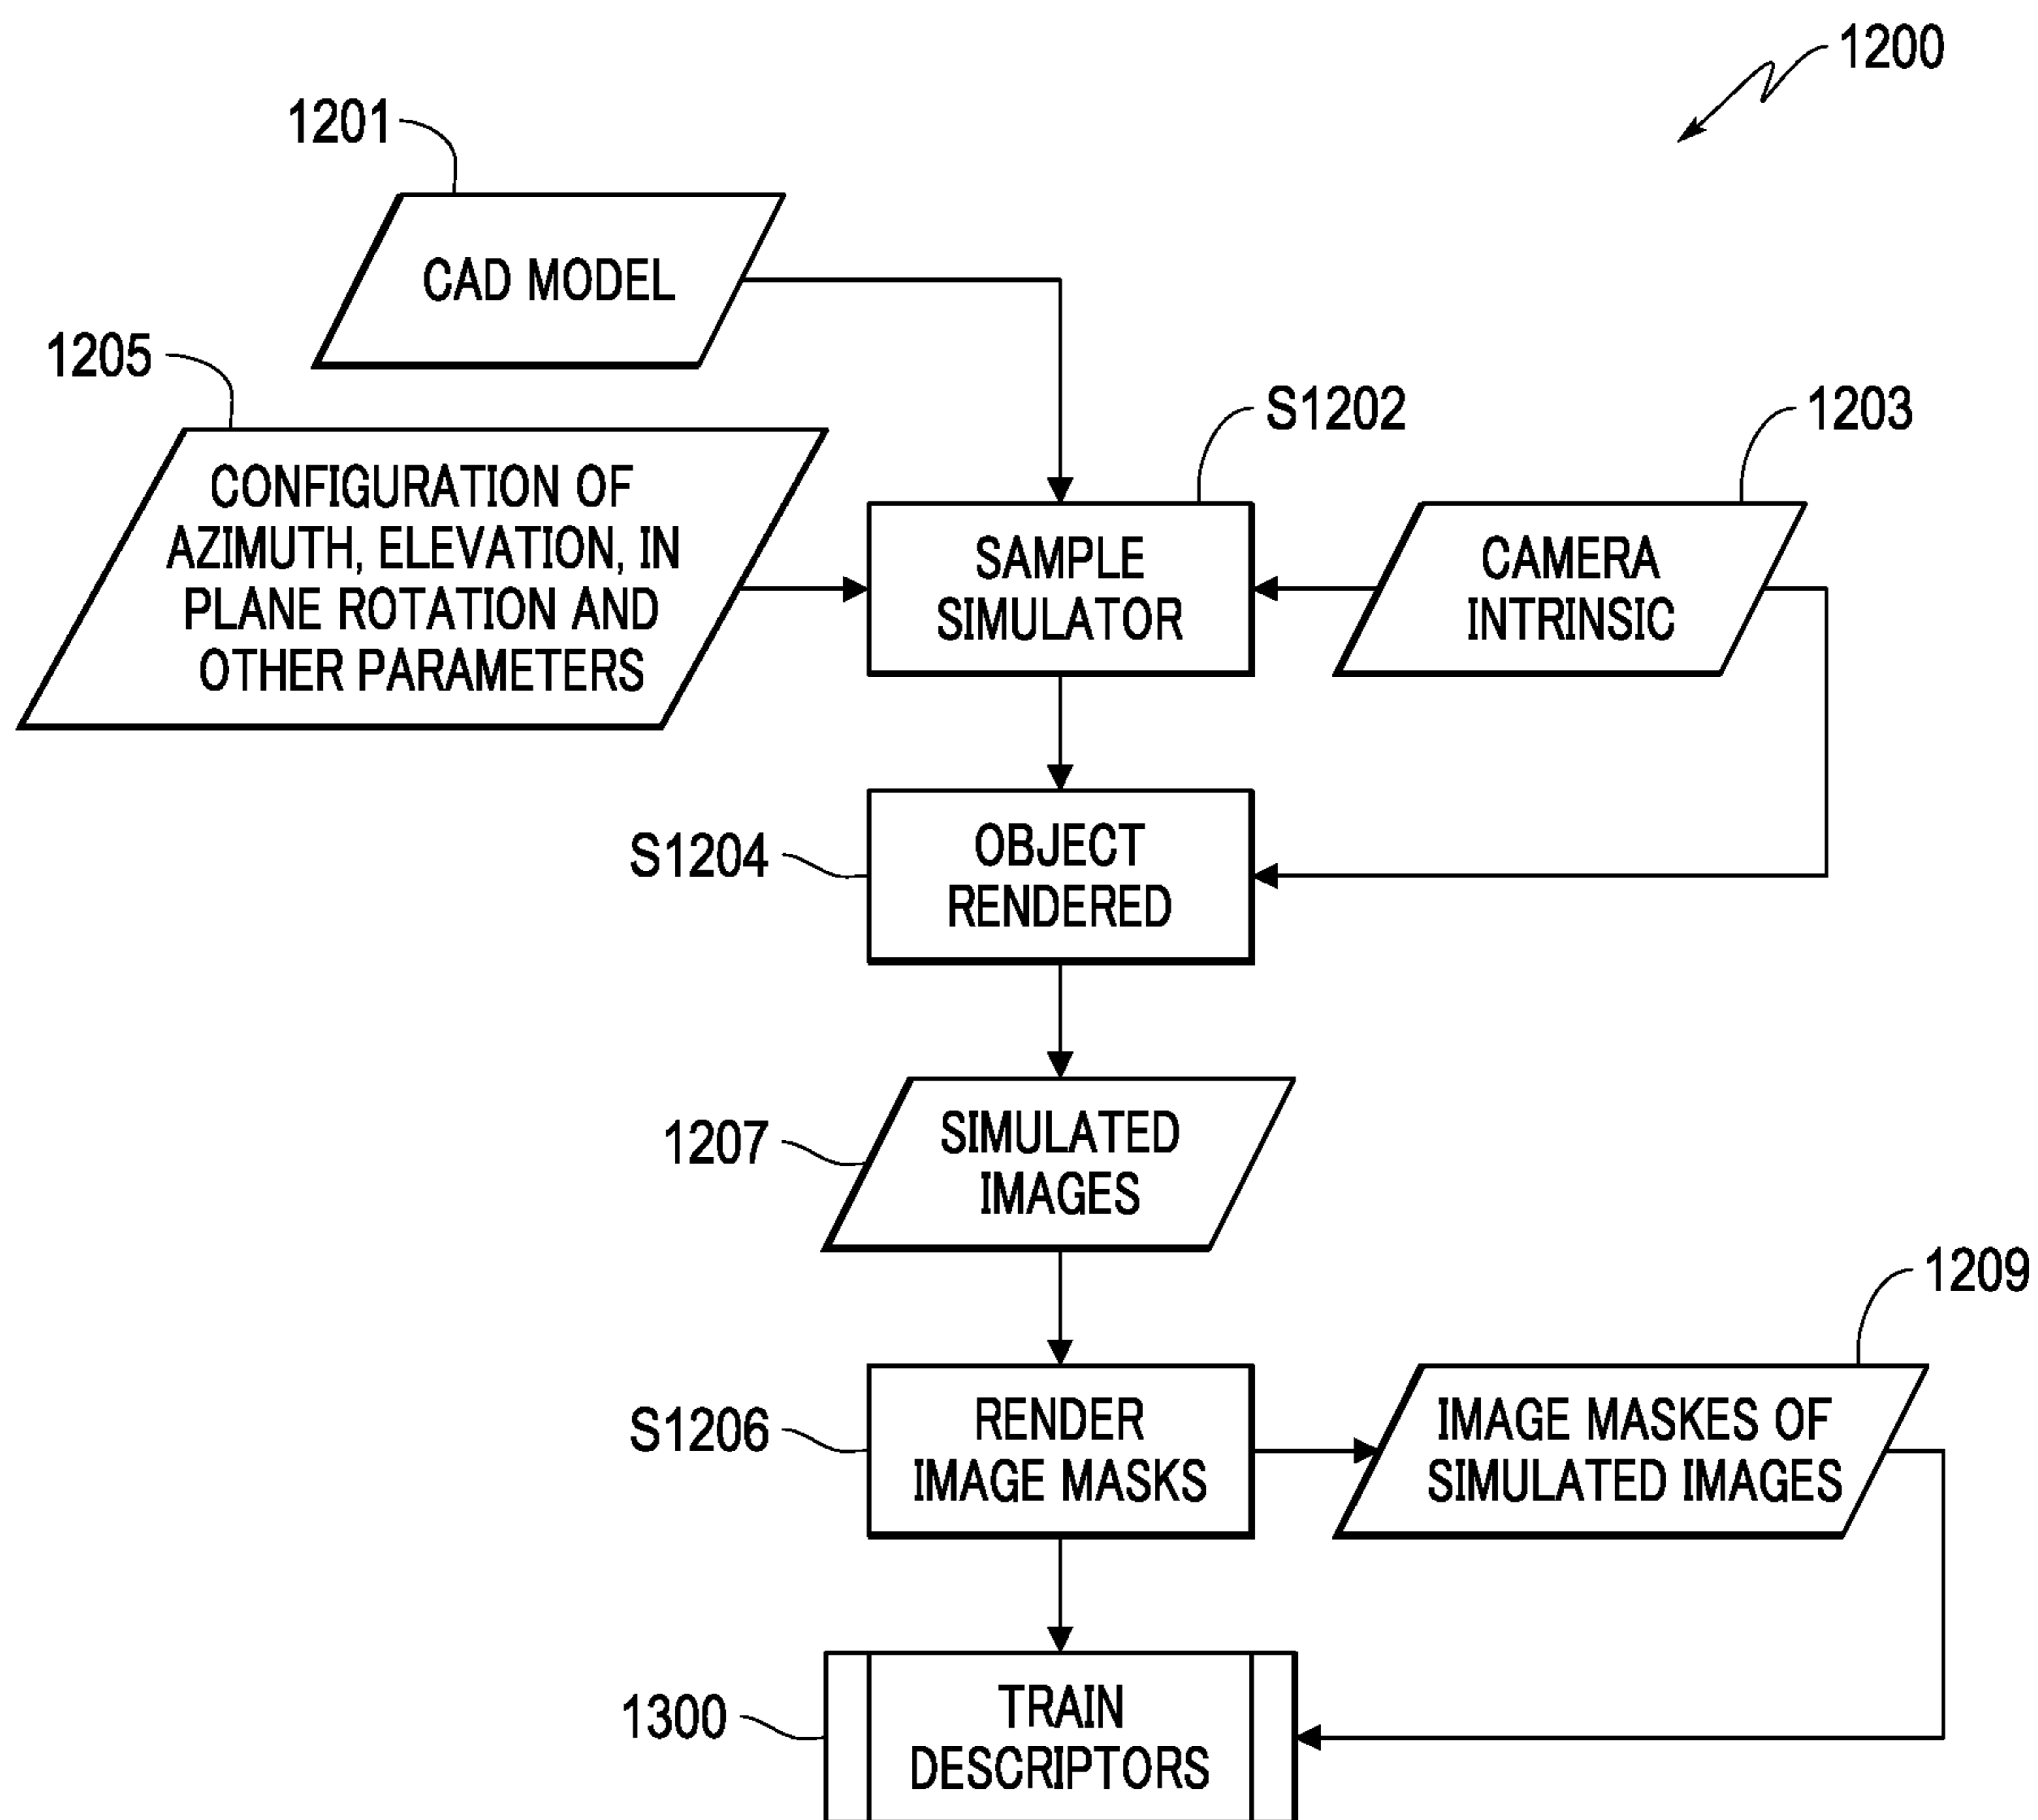 1200
1201
CAD MODEL
1205
CONFIGURATION OF
AZIMUTH, ELEVATION, IN
PLANE ROTATION AND
OTHER PARAMETERS
S1202
SAMPLE
SIMULATOR
1203
CAMERA
INTRINSIC
S1204
OBJECT
RENDERED
1207
SIMULATED
IMAGES
S1206
RENDER
IMAGE MASKS
1209
IMAGE MASKES OF
SIMULATED IMAGES
1300
TRAIN
DESCRIPTORS